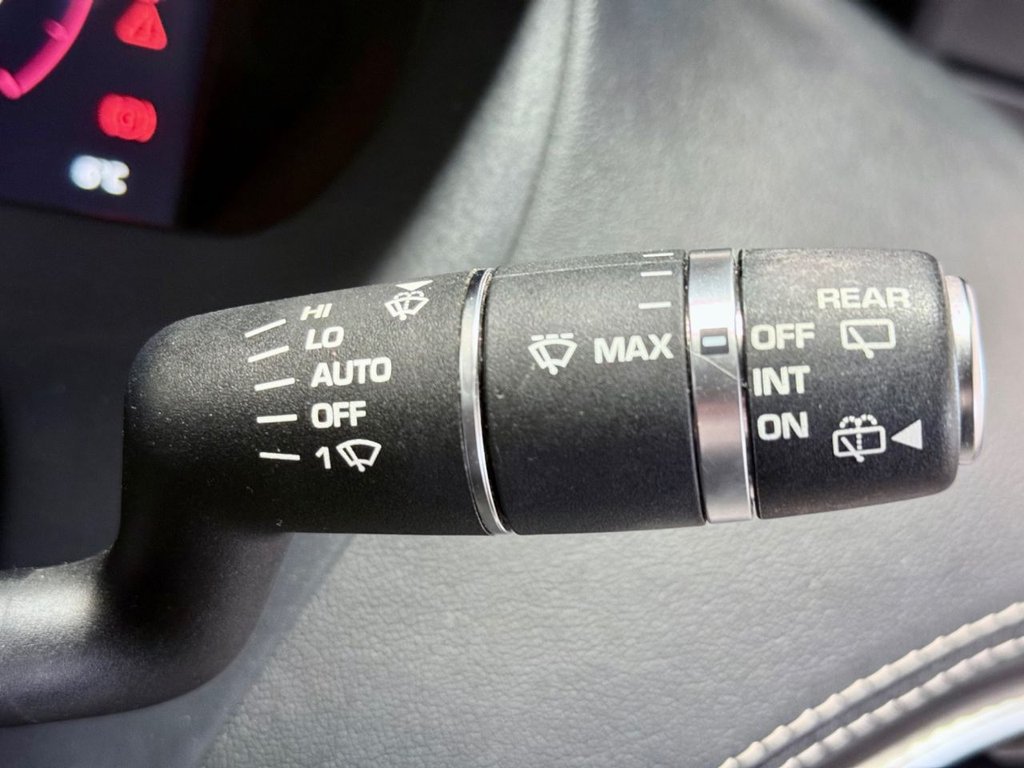 HI
LO
AUTO
OFF
1
MAX
REAR
OFF
INT
ON